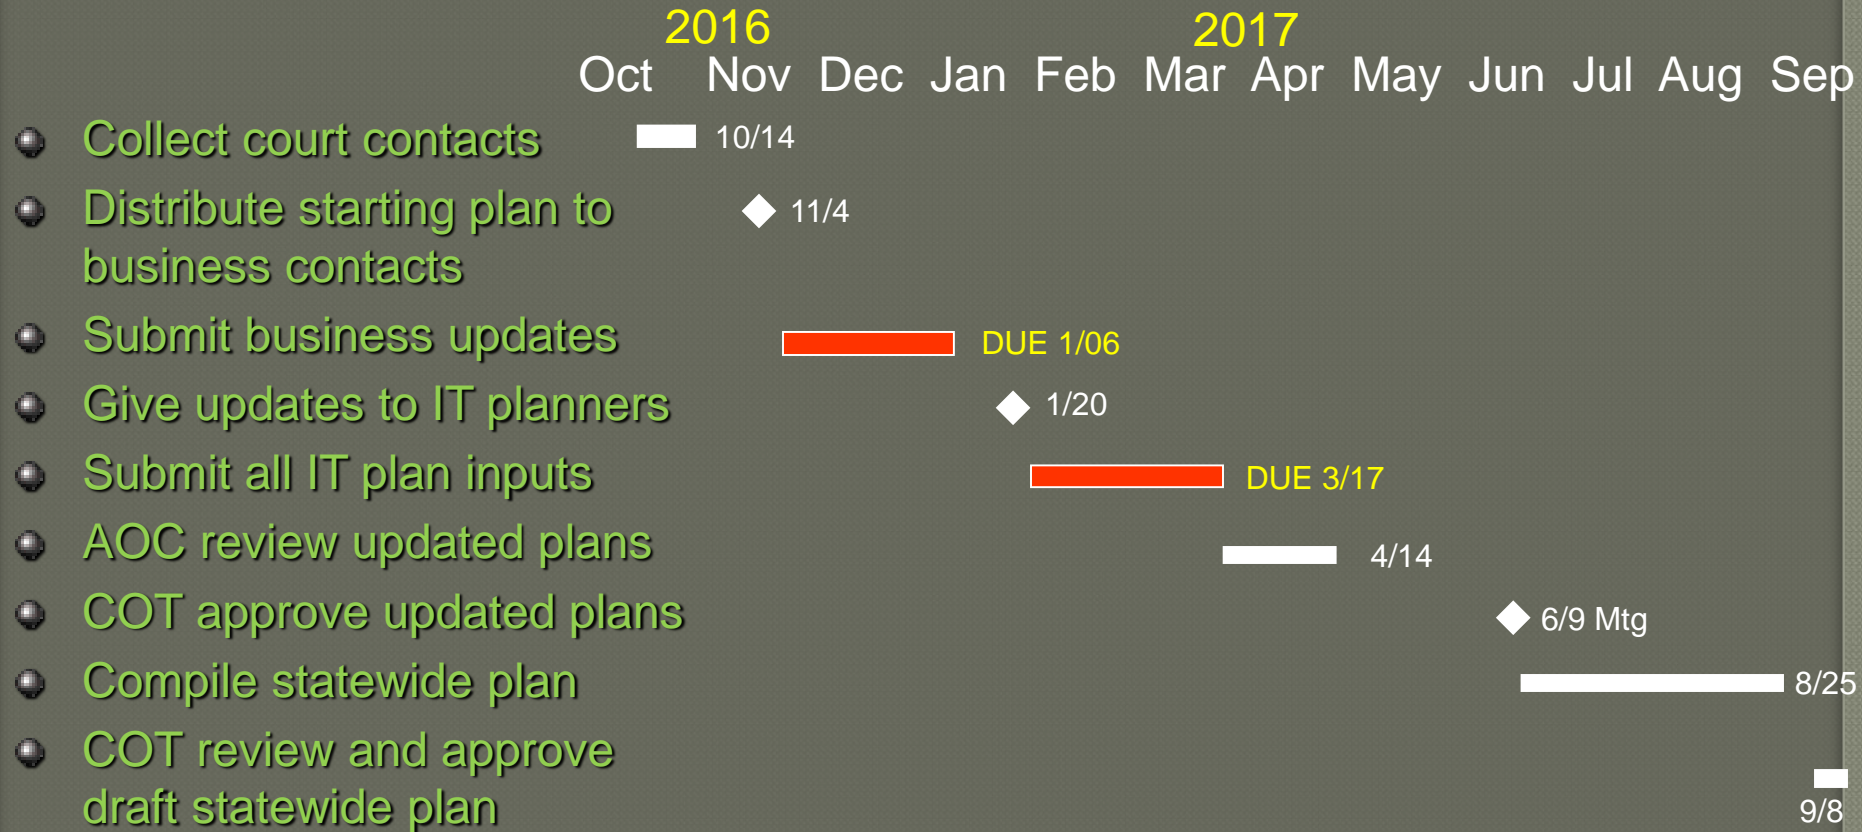 2016 2017
Oct Nov Dec Jan Feb Mar Apr May Jun Jul Aug Sep
Collect court contacts 10/14
Distribute starting plan to 11/4
business contacts
Submit business updates DUE 1/06
Give updates to IT planners 1/20
Submit all IT plan inputs DUE 3/17
AOC review updated plans 4/14
COT approve updated plans 6/9 Mtg
Compile statewide plan 8/25
COT review and approve
draft statewide plan 9/8